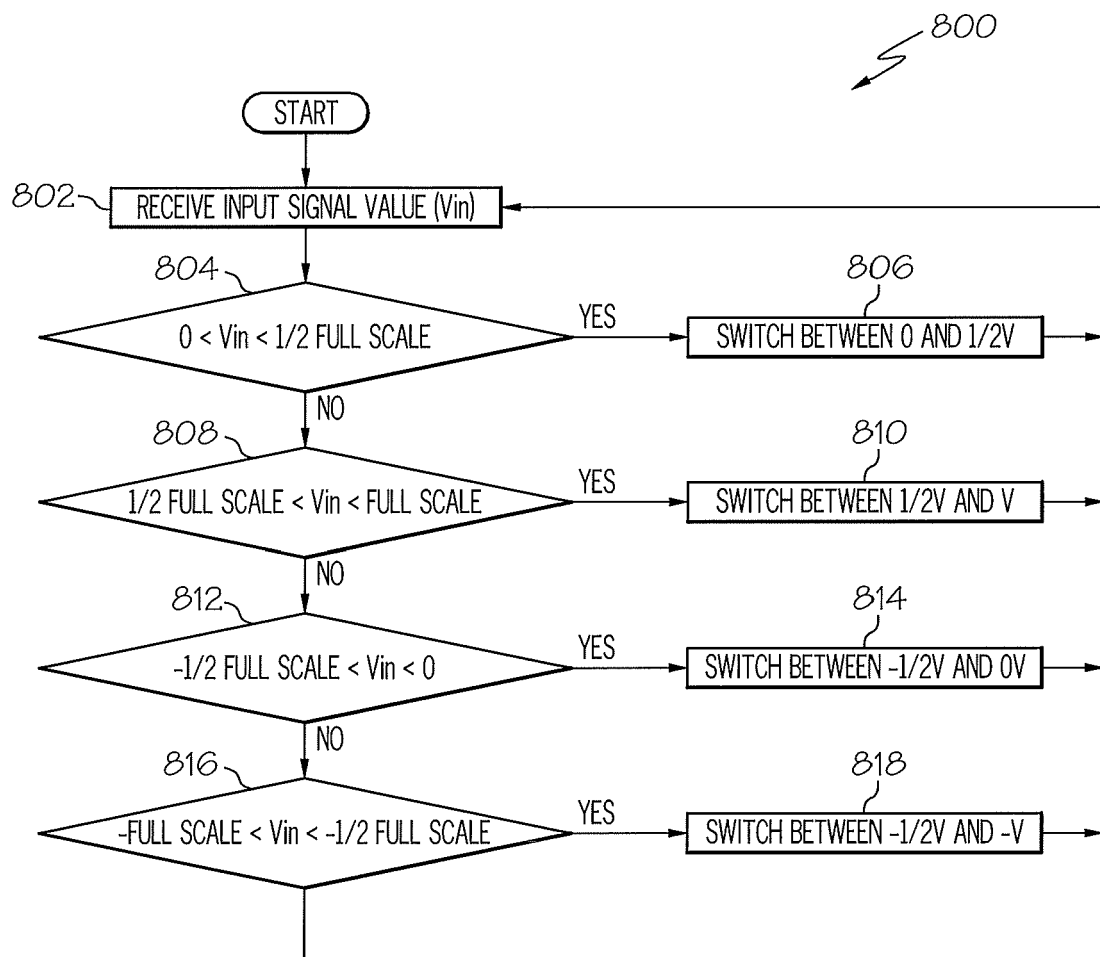 800
START
802
RECEIVE INPUT SIGNAL VALUE (Vin)
804
0 < Vin < 1/2 FULL SCALE
YES
806
SWITCH BETWEEN 0 AND 1/2V
NO
808
1/2 FULL SCALE < Vin < FULL SCALE
YES
810
SWITCH BETWEEN 1/2V AND V
NO
812
-1/2 FULL SCALE < Vin < 0
YES
814
SWITCH BETWEEN -1/2V AND 0V
NO
816
-FULL SCALE < Vin < -1/2 FULL SCALE
YES
818
SWITCH BETWEEN -1/2V AND -V